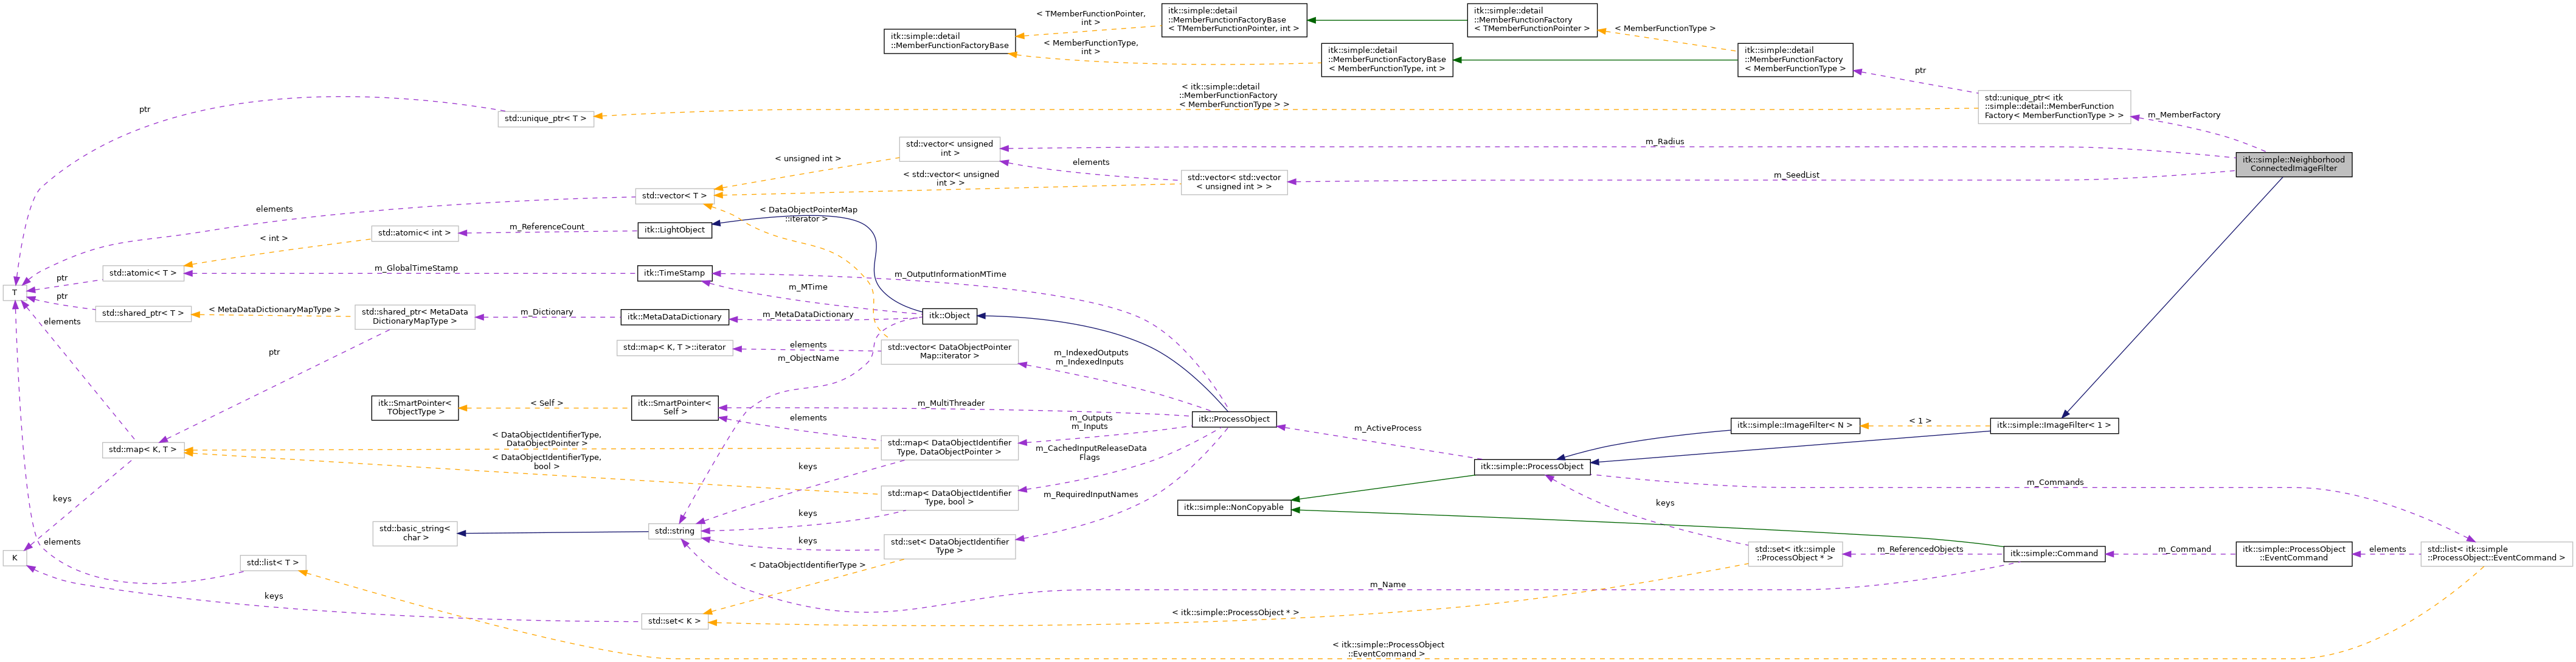 itk::simple::detail
::MemberFunctionFactoryBase
< TMemberFunctionPointer,
int >
itk::simple::detail
::MemberFunctionFactoryBase
< TMemberFunctionPointer, int >
itk::simple::detail
::MemberFunctionFactory
< TMemberFunctionPointer >
< MemberFunctionType >
< MemberFunctionType,
int >
itk::simple::detail
::MemberFunctionFactoryBase
< MemberFunctionType, int >
itk::simple::detail
::MemberFunctionFactory
< MemberFunctionType >
ptr
ptr
std::unique_ptr< T >
< itk::simple::detail
::MemberFunctionFactory
< MemberFunctionType > >
std::unique_ptr< itk
::simple::detail::MemberFunction
Factory< MemberFunctionType > >
m_MemberFactory
itk::simple::Neighborhood
ConnectedImageFilter
std::vector< unsigned
int >
m_Radius
< unsigned int >
elements
< std::vector< unsigned
int > >
std::vector< std::vector
< unsigned int > >
m_SeedList
std::vector< T >
elements
< DataObjectPointerMap
::iterator >
itk::LightObject
m_ReferenceCount
std::atomic< int >
< int >
std::atomic< T >
ptr
m_GlobalTimeStamp
itk::TimeStamp
m_OutputInformationMTime
m_MTime
T
ptr
std::shared_ptr< T >
< MetaDataDictionaryMapType >
std::shared_ptr< MetaData
DictionaryMapType >
m_Dictionary
itk::MetaDataDictionary
m_MetaDataDictionary
itk::Object
elements
ptr
std::map< K, T >::iterator
elements
m_ObjectName
std::vector< DataObjectPointer
Map::iterator >
m_IndexedOutputs
m_IndexedInputs
itk::SmartPointer<
TObjectType >
< Self >
itk::SmartPointer<
Self >
m_MultiThreader
elements
itk::ProcessObject
m_Outputs
m_Inputs
m_ActiveProcess
itk::simple::ImageFilter< N >
< 1 >
itk::simple::ImageFilter< 1 >
std::map< K, T >
< DataObjectIdentifierType,
DataObjectPointer >
< DataObjectIdentifierType,
bool >
std::map< DataObjectIdentifier
Type, DataObjectPointer >
m_CachedInputReleaseData
Flags
itk::simple::ProcessObject
keys
m_Commands
keys
std::map< DataObjectIdentifier
Type, bool >
m_RequiredInputNames
itk::simple::NonCopyable
keys
keys
std::basic_string<
char >
std::string
keys
std::set< DataObjectIdentifier
Type >
K
elements
std::list< T >
< DataObjectIdentifierType >
std::set< itk::simple
::ProcessObject * >
m_ReferencedObjects
itk::simple::Command
m_Command
itk::simple::ProcessObject
::EventCommand
elements
std::list< itk::simple
::ProcessObject::EventCommand >
m_Name
keys
std::set< K >
< itk::simple::ProcessObject * >
< itk::simple::ProcessObject
::EventCommand >